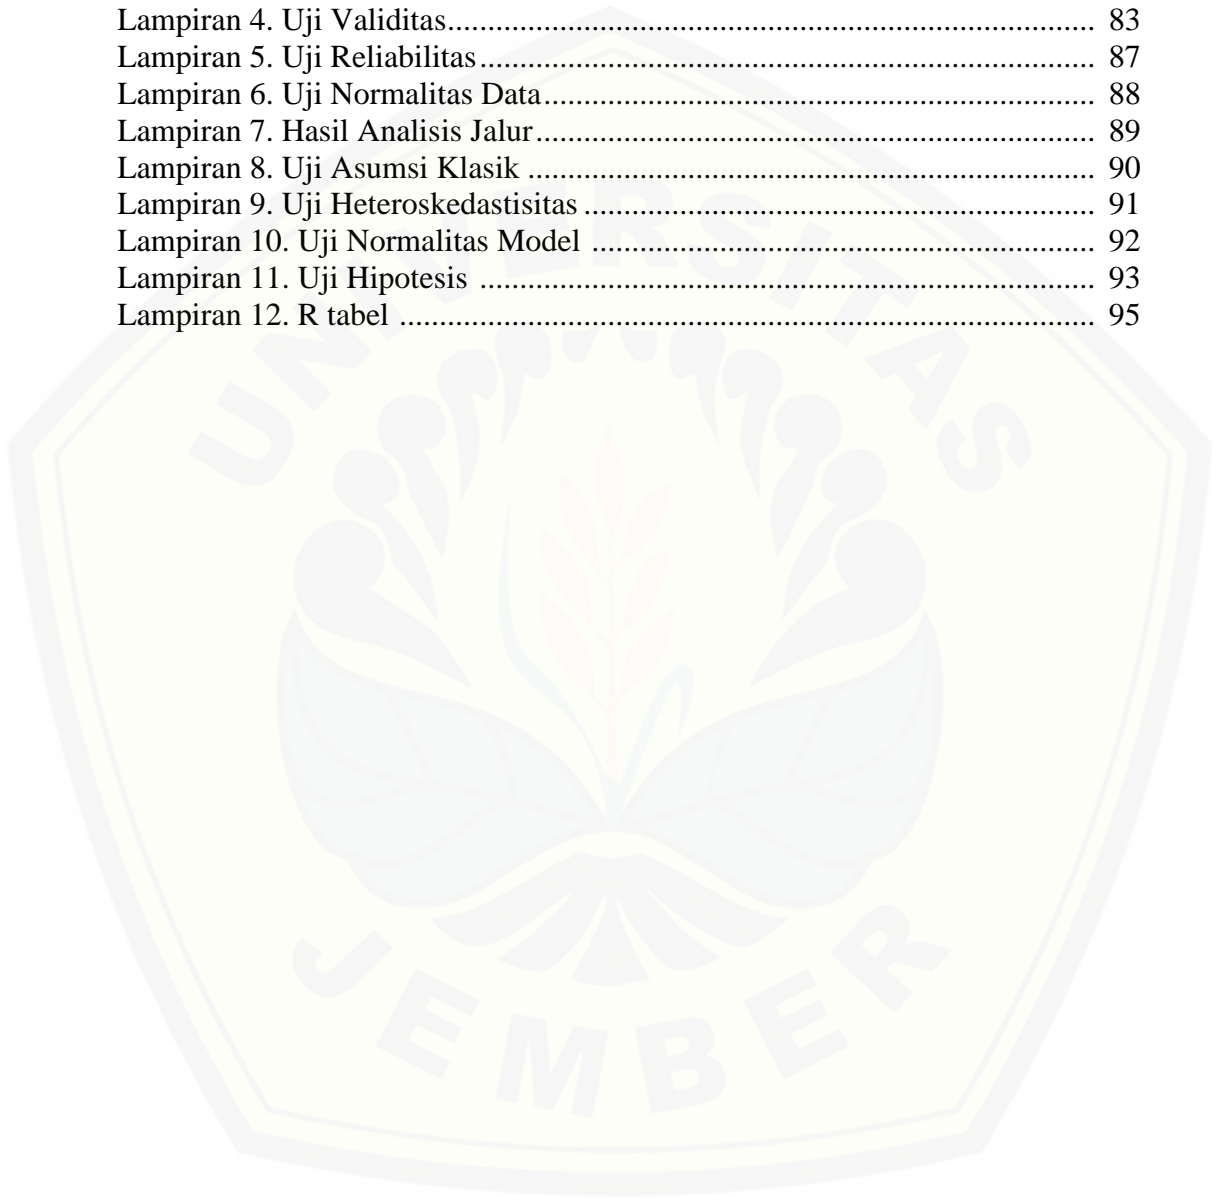 Lampiran 4. Uji Validitas................................................................................. 83
Lampiran 5. Uji Reliabilitas............................................................................. 87
Lampiran 6. Uji Normalitas Data..................................................................... 88
Lampiran 7. Hasil Analisis Jalur...................................................................... 89
Lampiran 8. Uji Asumsi Klasik ....................................................................... 90
Lampiran 9. Uji Heteroskedastisitas ................................................................ 91
Lampiran 10. Uji Normalitas Model ............................................................... 92
Lampiran 11. Uji Hipotesis ............................................................................. 93
Lampiran 12. R tabel ....................................................................................... 95
UNIVERSITAS
JEMBER